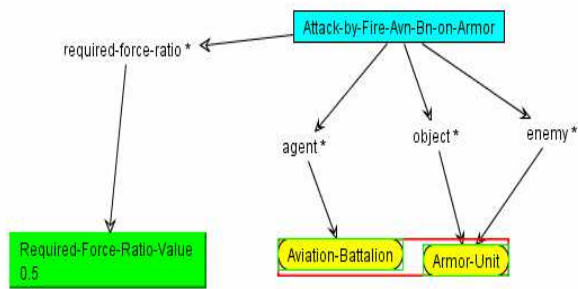 Attack-by-Fire-Avn-Bn-on-Armor
required-force-ratio *
agent *
object *
enemy *
Required-Force-Ratio-Value
0.5
Aviation-Battalion
Armor-Unit